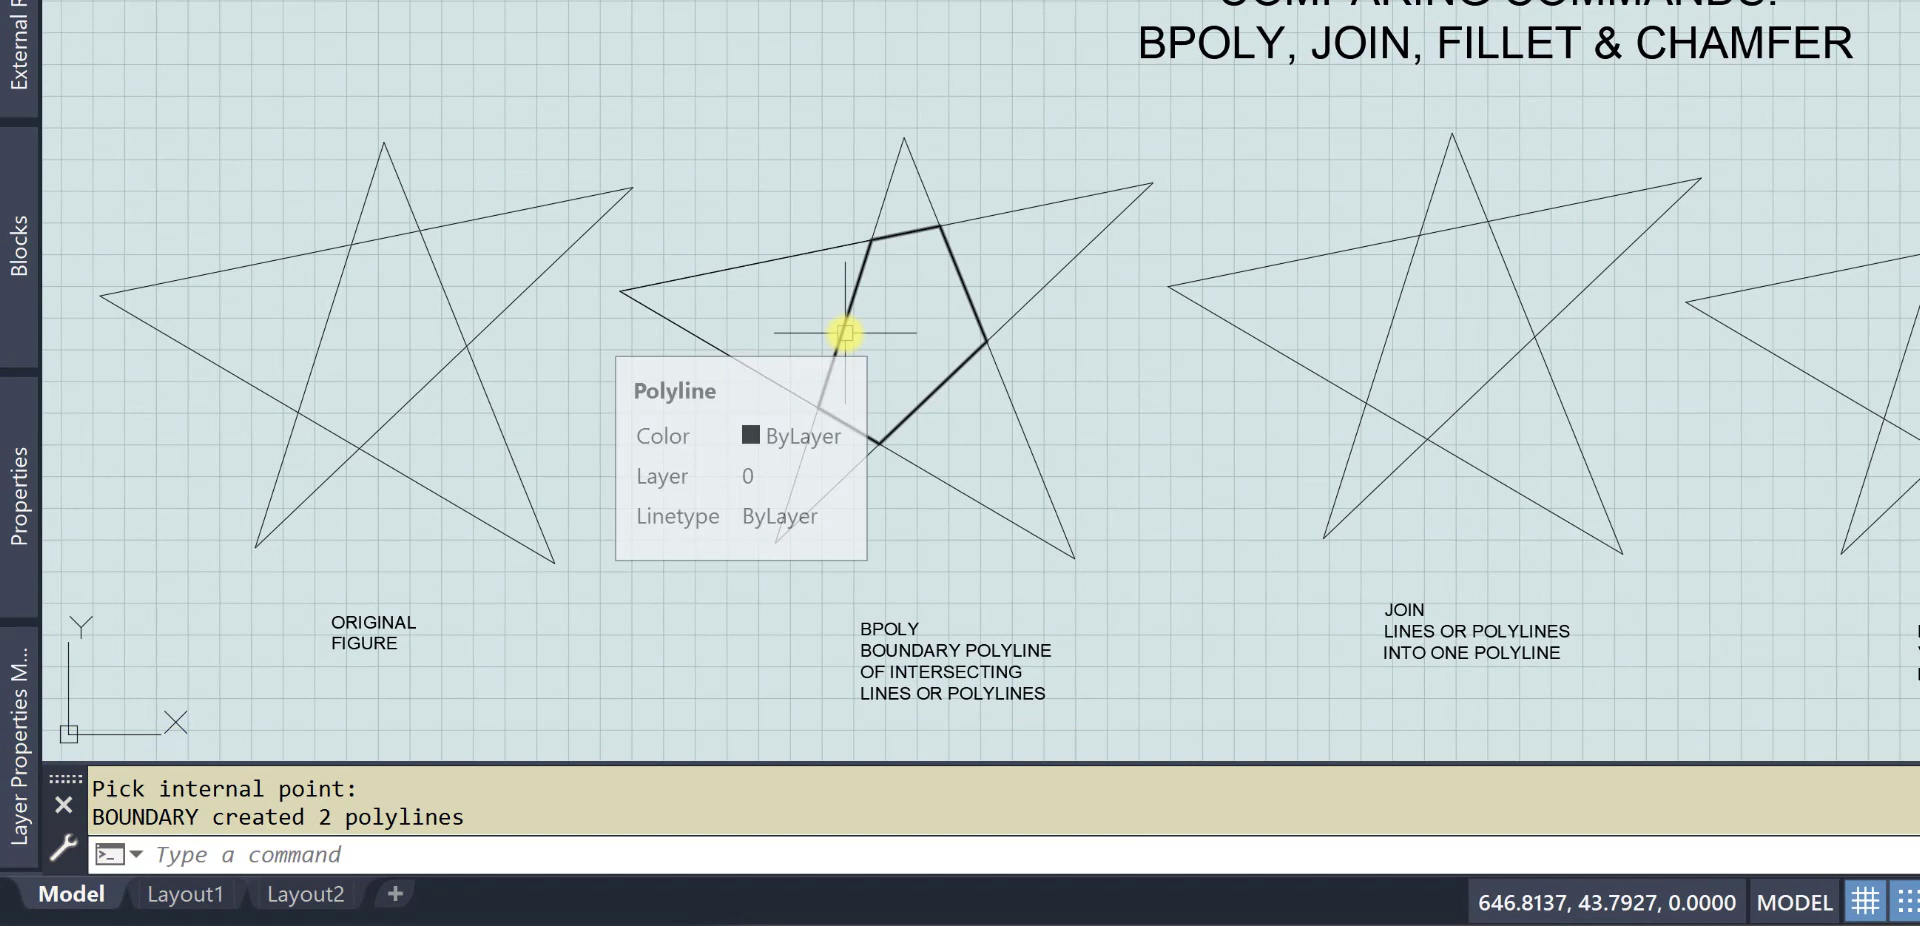 COMPARING COMMANDS:
BPOLY, JOIN, FILLET & CHAMFER
External R
Blocks
Properties
Layer Properties M...
Polyline
Color ByLayer
Layer 0
Linetype ByLayer
ORIGINAL
FIGURE
BPOLY
BOUNDARY POLYLINE
OF INTERSECTING
LINES OR POLYLINES
JOIN
LINES OR POLYLINES
INTO ONE POLYLINE
Y
X
Pick internal point:
BOUNDARY created 2 polylines
Type a command
Model Layout1 Layout2 +
646.8137, 43.7927, 0.0000 MODEL